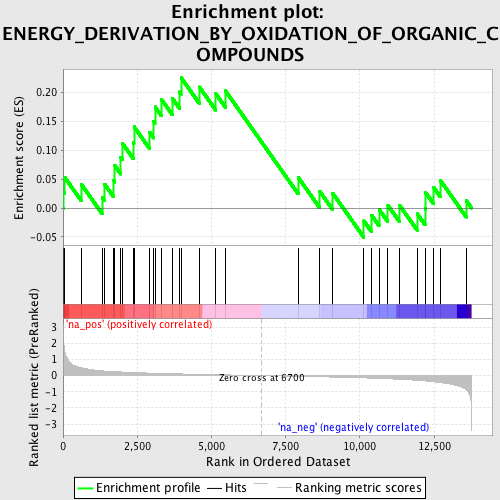 Enrichment plot:
ENERGY_DERIVATION_BY_OXIDATION_OF_ORGANIC_C
OMPOUNDS
Enrichment score (ES)
0.20
0.15
0.10
0.05
0.00
-0.05
'na_pos' (positively correlated)
Ranked list metric (PreRanked)
3
2
1
0
-1
-2
-3
Zero cross at 6700
'na_neg' (negatively correlated)
0
2,500
5,000
7,500
10,000
12,500
Rank in Ordered Dataset
Enrichment profile
Hits
Ranking metric scores